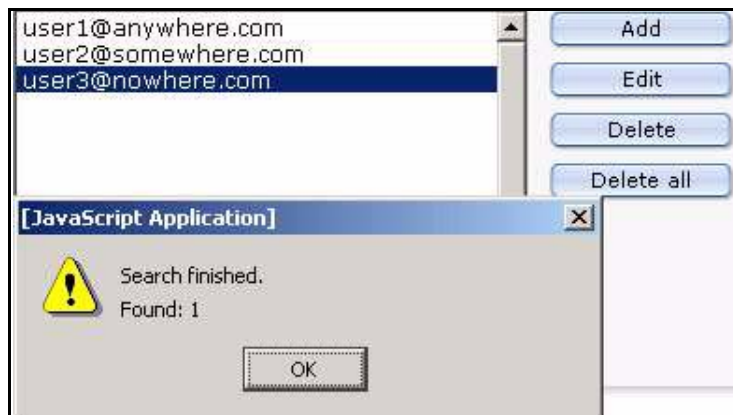 user1@anywhere.com
user2@somewhere.com
user3@nowhere.com
Add
Edit
Delete
Delete all
[JavaScript Application]
Search finished.
Found: 1
OK